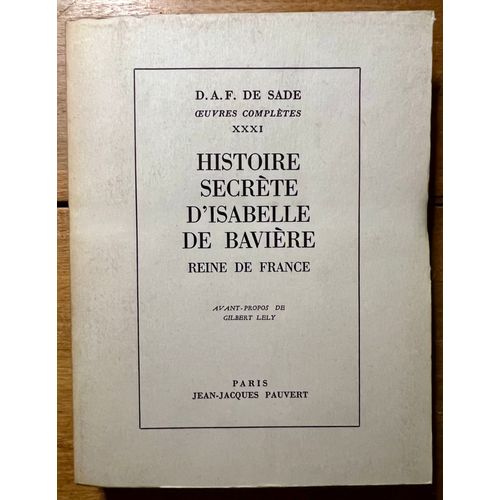 D.A.F. DE SADE
ŒUVRES COMPLÈTES
XXXI
HISTOIRE
SECRÈTE
D'ISABELLE
DE BAVIÈRE
REINE DE FRANCE
AVANT-PROPOS DE
GILBERT LELY
PARIS
JEAN-JACQUES PAUVERT